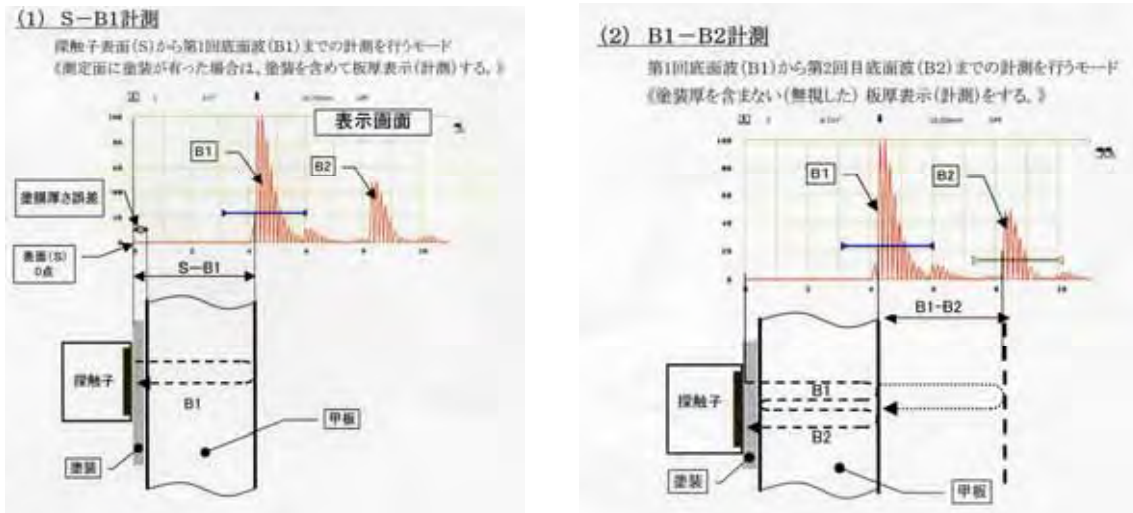 (1) S-B1計測
探触子表面(S)から第1回底面波(B1)までの計測を行うモード
《測定面に塗装が有った場合は、塗装を含めて板厚表示(計測)する。》
表示画面
B1
B2
塗膜厚さ誤差
表面(S)
0点
S-B1
探触子
B1
甲板
塗装
(2) B1-B2計測
第1回底面波(B1)から第2回目底面波(B2)までの計測を行うモード
《塗装厚を含まない(無視した) 板厚表示(計測)をする。》
100
80
60
40
20
0
B1
B2
B1-B2
探触子
B1
B2
塗装
甲板